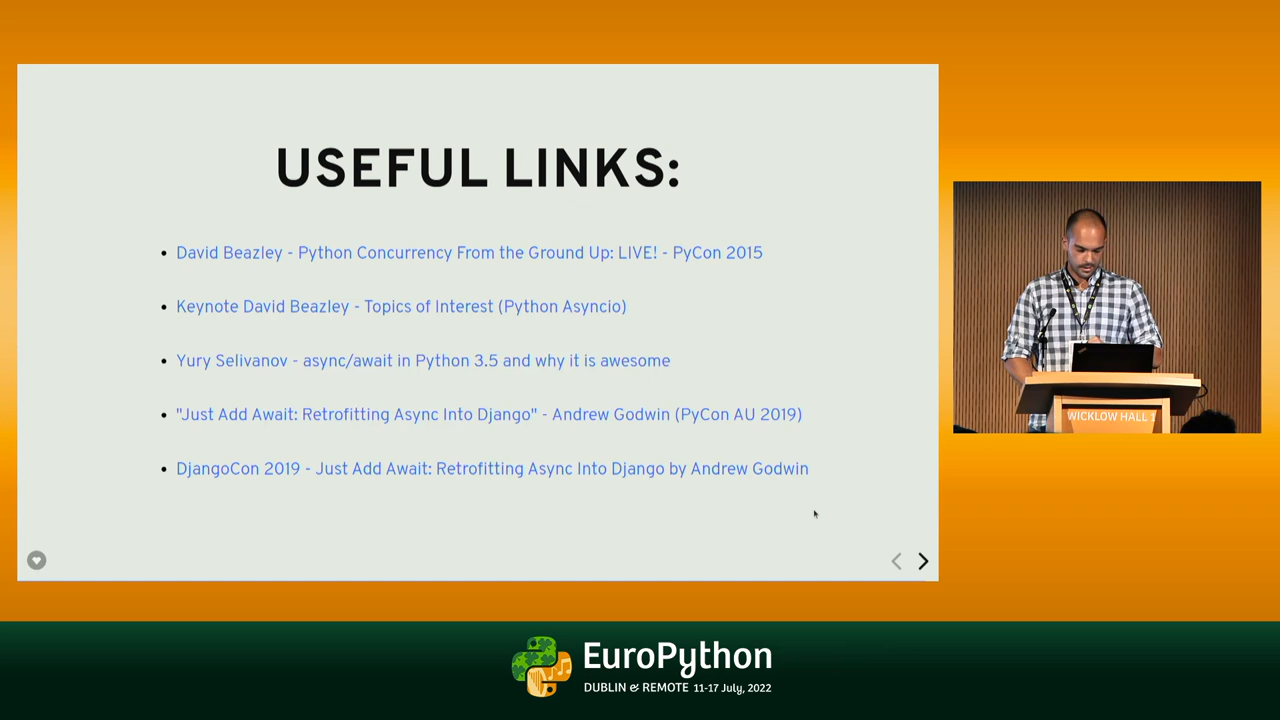 USEFUL LINKS:
David Beazley - Python Concurrency From the Ground Up: LIVE! - PyCon 2015
Keynote David Beazley - Topics of Interest (Python Asyncio)
Yury Selivanov - async/await in Python 3.5 and why it is awesome
"Just Add Await: Retrofitting Async Into Django" - Andrew Godwin (PyCon AU 2019)
DjangoCon 2019 - Just Add Await: Retrofitting Async Into Django by Andrew Godwin
WICKLOW HALL 1
EuroPython
DUBLIN & REMOTE 11-17 July, 2022